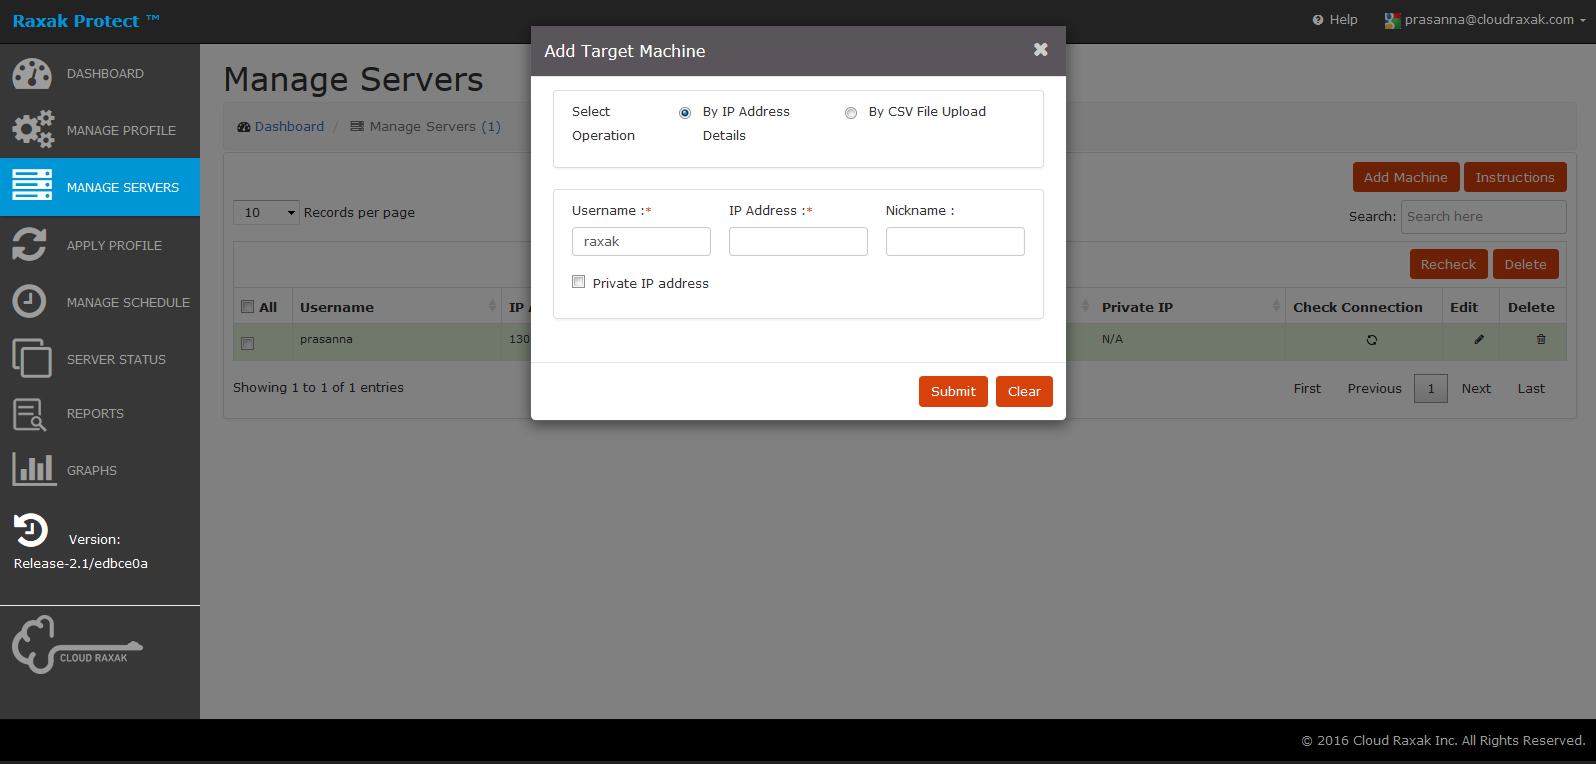 Raxak Protect ™
Help
prasanna@cloudraxak.com
DASHBOARD
MANAGE PROFILE
MANAGE SERVERS
APPLY PROFILE
MANAGE SCHEDULE
SERVER STATUS
REPORTS
GRAPHS
Version:
Release-2.1/edbce0a
CLOUD RAXAK
Manage Servers
Dashboard / Manage Servers (1)
Add Machine Instructions
10 Records per page
Search: Search here
Recheck Delete
All Username IP Private IP Check Connection Edit Delete
prasanna 130 N/A
Showing 1 to 1 of 1 entries
First Previous 1 Next Last
Add Target Machine
Select Operation
By IP Address Details
By CSV File Upload
Username :* IP Address :* Nickname :
raxak
Private IP address
Submit Clear
© 2016 Cloud Raxak Inc. All Rights Reserved.